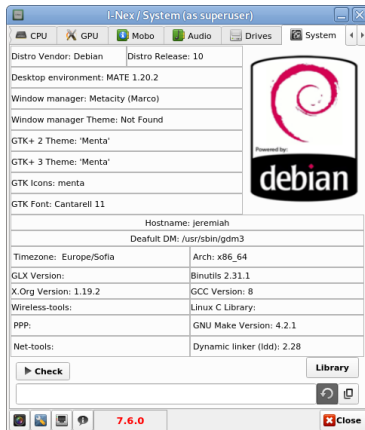 I-Nex / System (as superuser)
CPU GPU Mobo Audio Drives System
Distro Vendor: Debian Distro Release: 10
Desktop environment: MATE 1.20.2
Window manager: Metacity (Marco)
Window manager Theme: Not Found
GTK+ 2 Theme: 'Menta'
GTK+ 3 Theme: 'Menta'
GTK Icons: menta
GTK Font: Cantarell 11
Powered by:
debian
Hostname: jeremiah
Deafult DM: /usr/sbin/gdm3
Timezone: Europe/Sofia Arch: x86_64
GLX Version: Binutils 2.31.1
X.Org Version: 1.19.2 GCC Version: 8
Wireless-tools: Linux C Library:
PPP: GNU Make Version: 4.2.1
Net-tools: Dynamic linker (ldd): 2.28
Check Library
7.6.0 Close